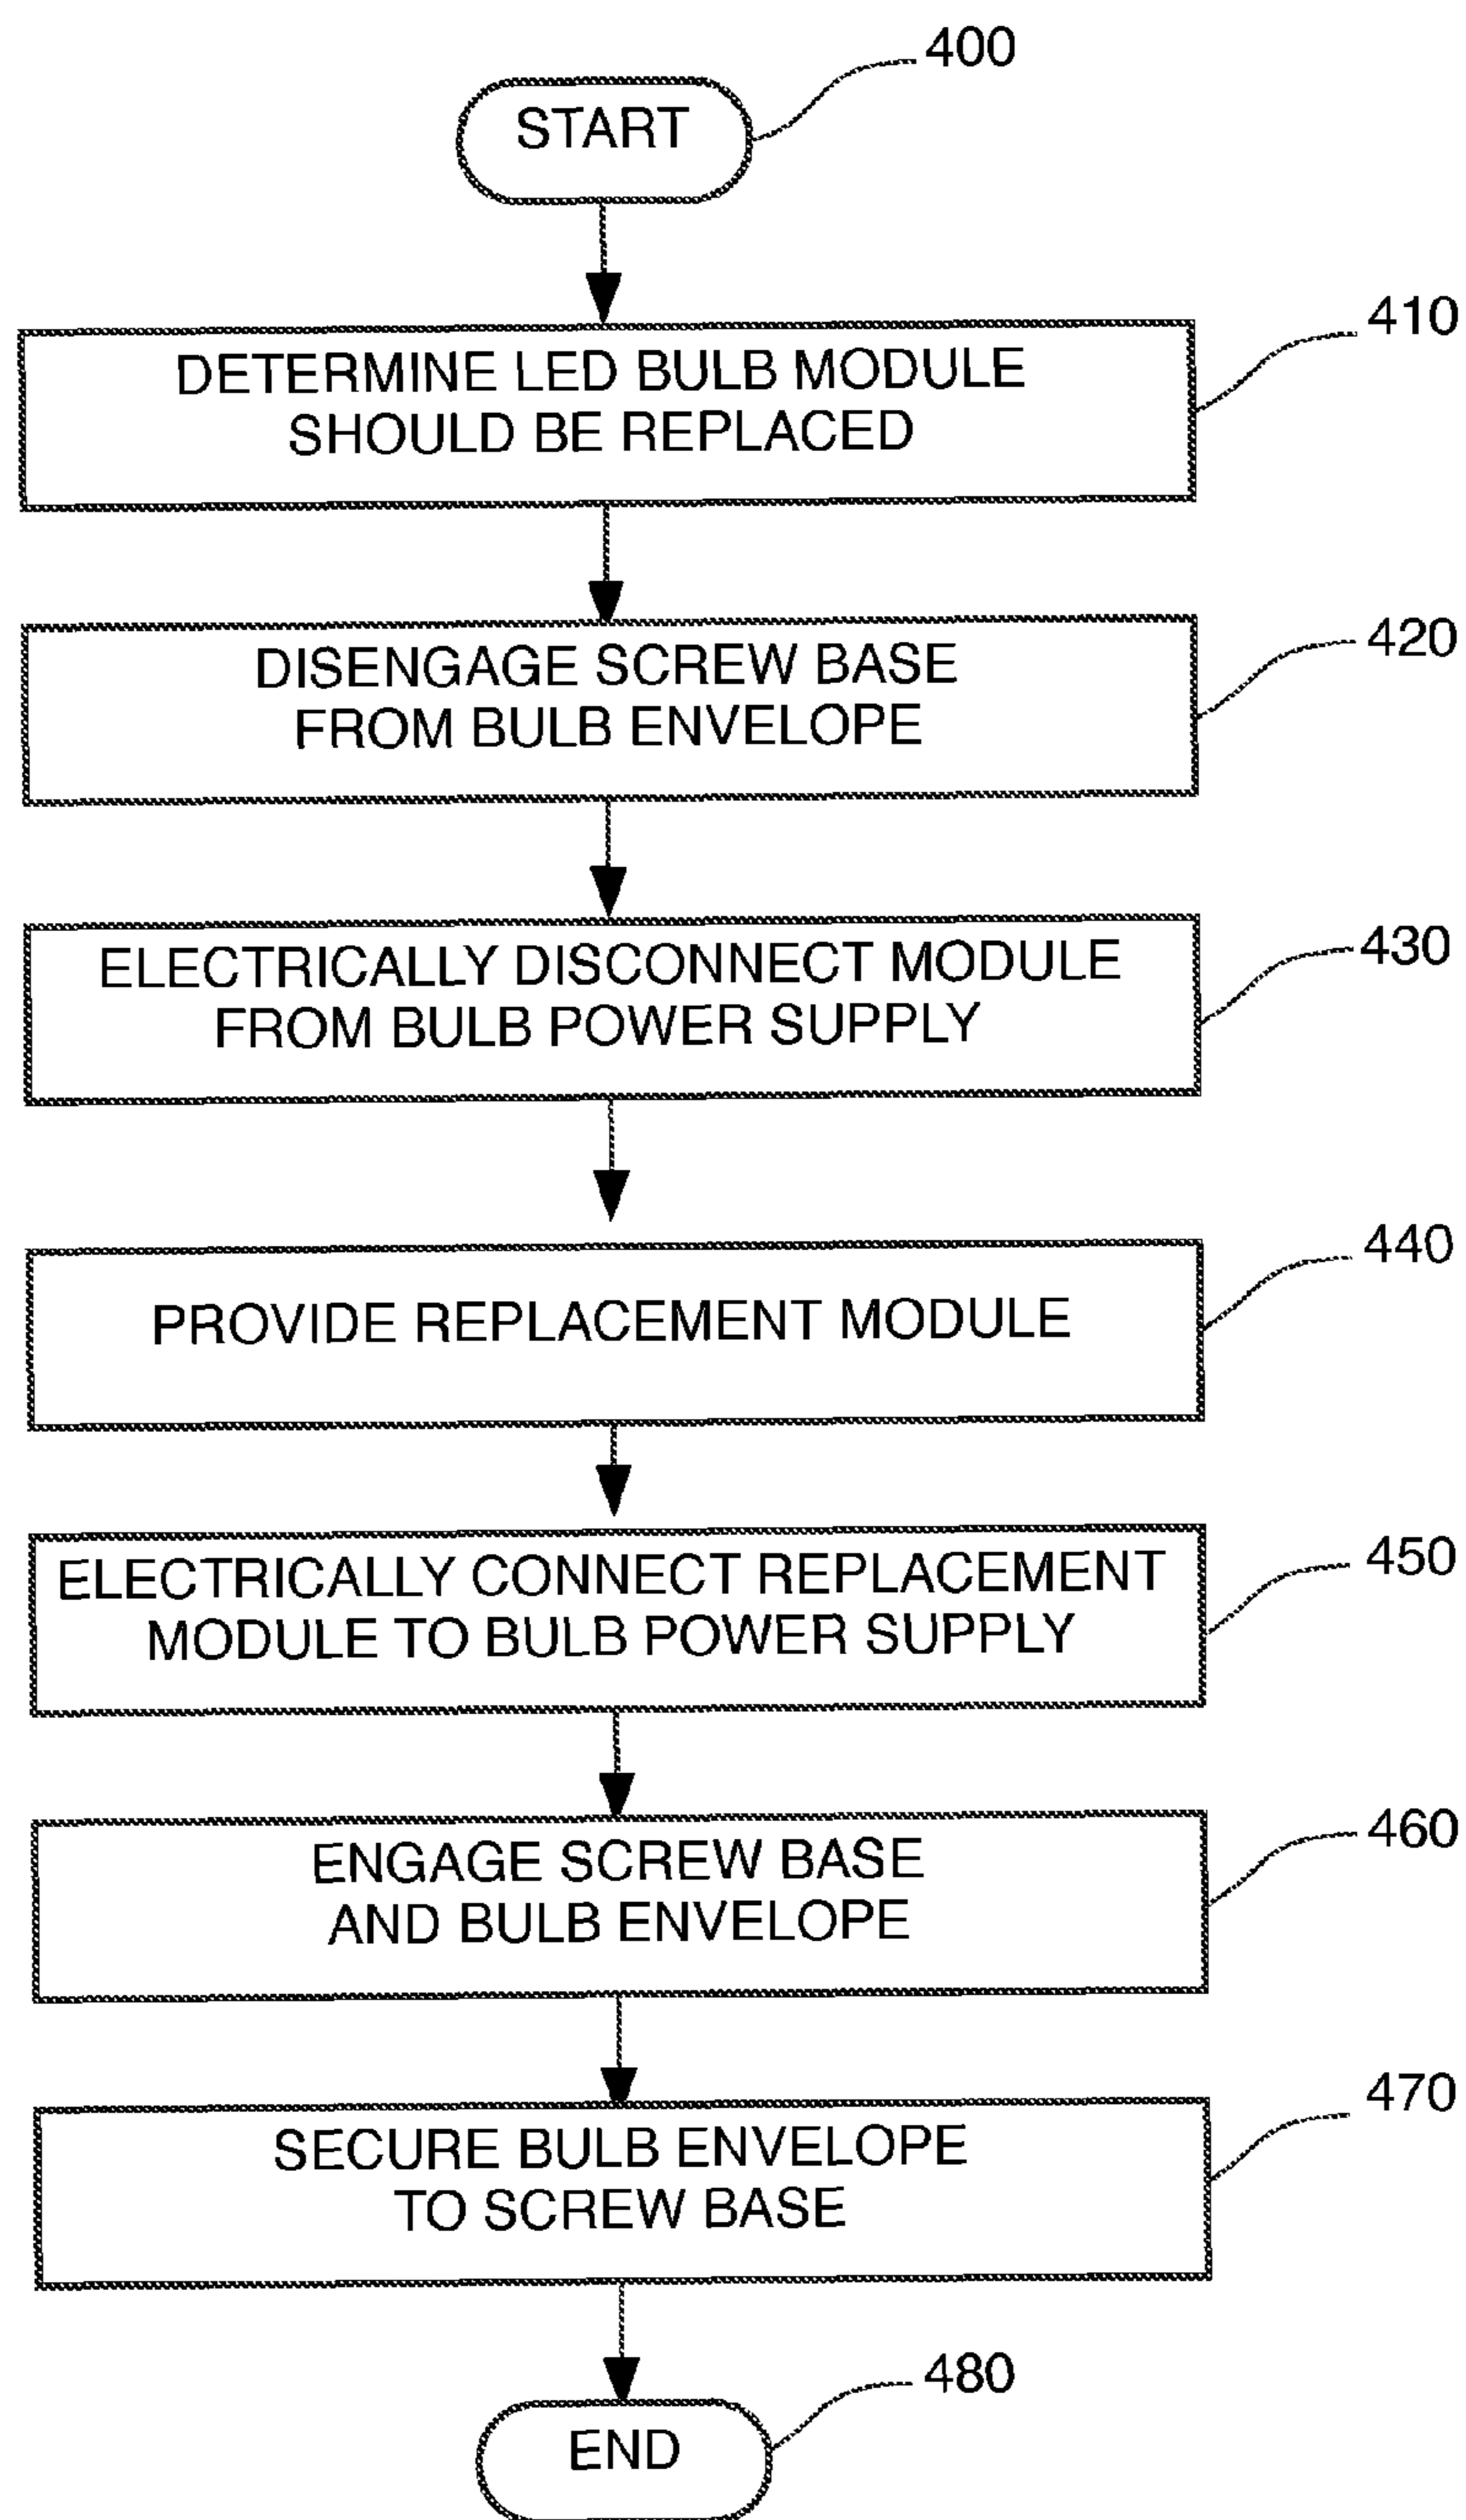 400
START
410
DETERMINE LED BULB MODULE
SHOULD BE REPLACED
420
DISENGAGE SCREW BASE
FROM BULB ENVELOPE
430
ELECTRICALLY DISCONNECT MODULE
FROM BULB POWER SUPPLY
440
PROVIDE REPLACEMENT MODULE
450
ELECTRICALLY CONNECT REPLACEMENT
MODULE TO BULB POWER SUPPLY
460
ENGAGE SCREW BASE
AND BULB ENVELOPE
470
SECURE BULB ENVELOPE
TO SCREW BASE
480
END